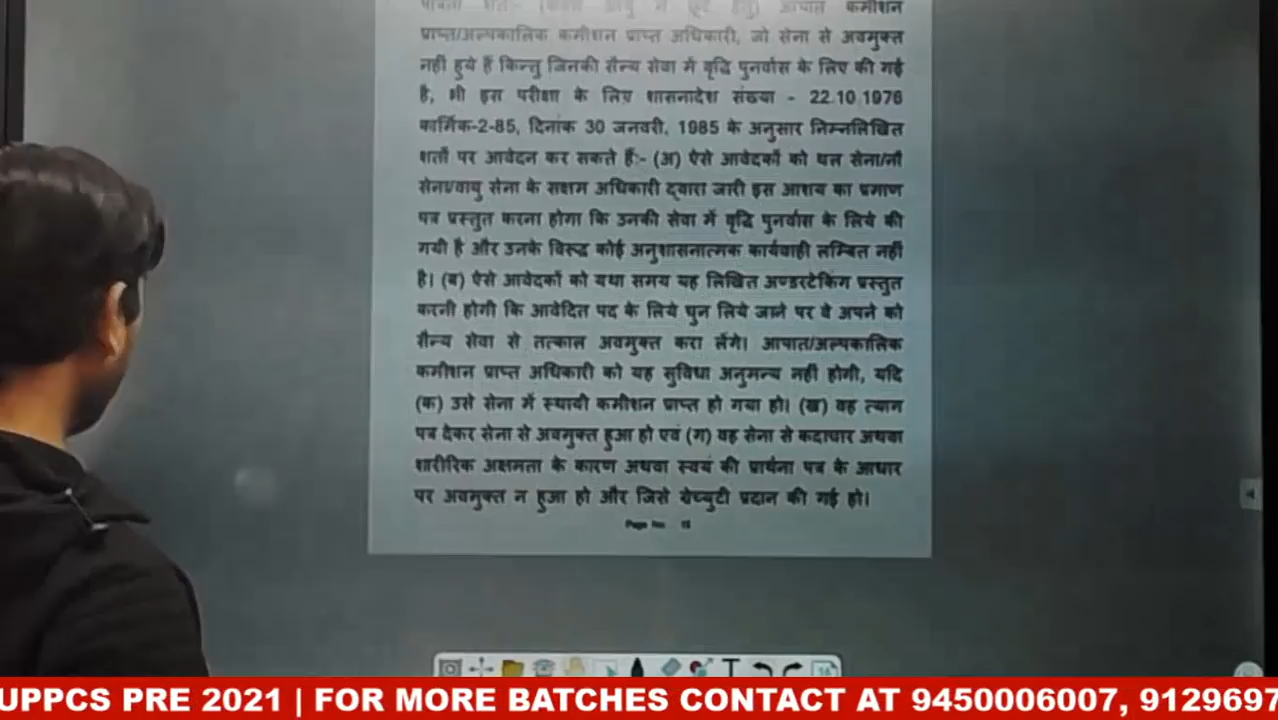 प्राप्त/अल्पकालिक कमीशन प्राप्त अधिकारी, जो सेना से अवमुक्त
नहीं हुये हैं किन्तु जिनकी सैन्य सेवा में वृद्धि पुनर्वास के लिए की गई
है, भी इस परीक्षा के लिए शासनादेश संख्या - 22.10.1976
कार्मिक-2-85, दिनांक 30 जनवरी, 1985 के अनुसार निम्नलिखित
शर्तों पर आवेदन कर सकते हैं:- (अ) ऐसे आवेदकों को थल सेना/नौ
सेना/वायु सेना के सक्षम अधिकारी द्वारा जारी इस आशय का प्रमाण
पत्र प्रस्तुत करना होगा कि उनकी सेवा में वृद्धि पुनर्वास के लिये की
गयी है और उनके विरुद्ध कोई अनुशासनात्मक कार्यवाही लम्बित नहीं
है। (ब) ऐसे आवेदकों को यथा समय यह लिखित अण्डरटेकिंग प्रस्तुत
करनी होगी कि आवेदित पद के लिये चुन लिये जाने पर वे अपने को
सैन्य सेवा से तत्काल अवमुक्त करा लेंगे। आपात/अल्पकालिक
कमीशन प्राप्त अधिकारी को यह सुविधा अनुमन्य नहीं होगी, यदि
(क) उसे सेना में स्थायी कमीशन प्राप्त हो गया हो। (ख) वह त्याग
पत्र देकर सेना से अवमुक्त हुआ हो एवं (ग) वह सेना से कदाचार अथवा
शारीरिक अक्षमता के कारण अथवा स्वयं की प्रार्थना पत्र के आधार
पर अवमुक्त न हुआ हो और जिसे ग्रेच्युटी प्रदान की गई हो।
Page No.
UPPCS PRE 2021 | FOR MORE BATCHES CONTACT AT 9450006007, 9129697